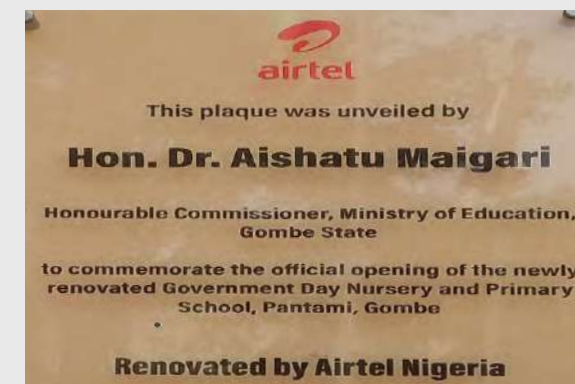 airtel
This plaque was unveiled by
Hon. Dr. Aishatu Maigari
Honourable Commissioner, Ministry of Education,
Gombe State
to commemorate the official opening of the newly
renovated Government Day Nursery and Primary
School, Pantami, Gombe
Renovated by Airtel Nigeria